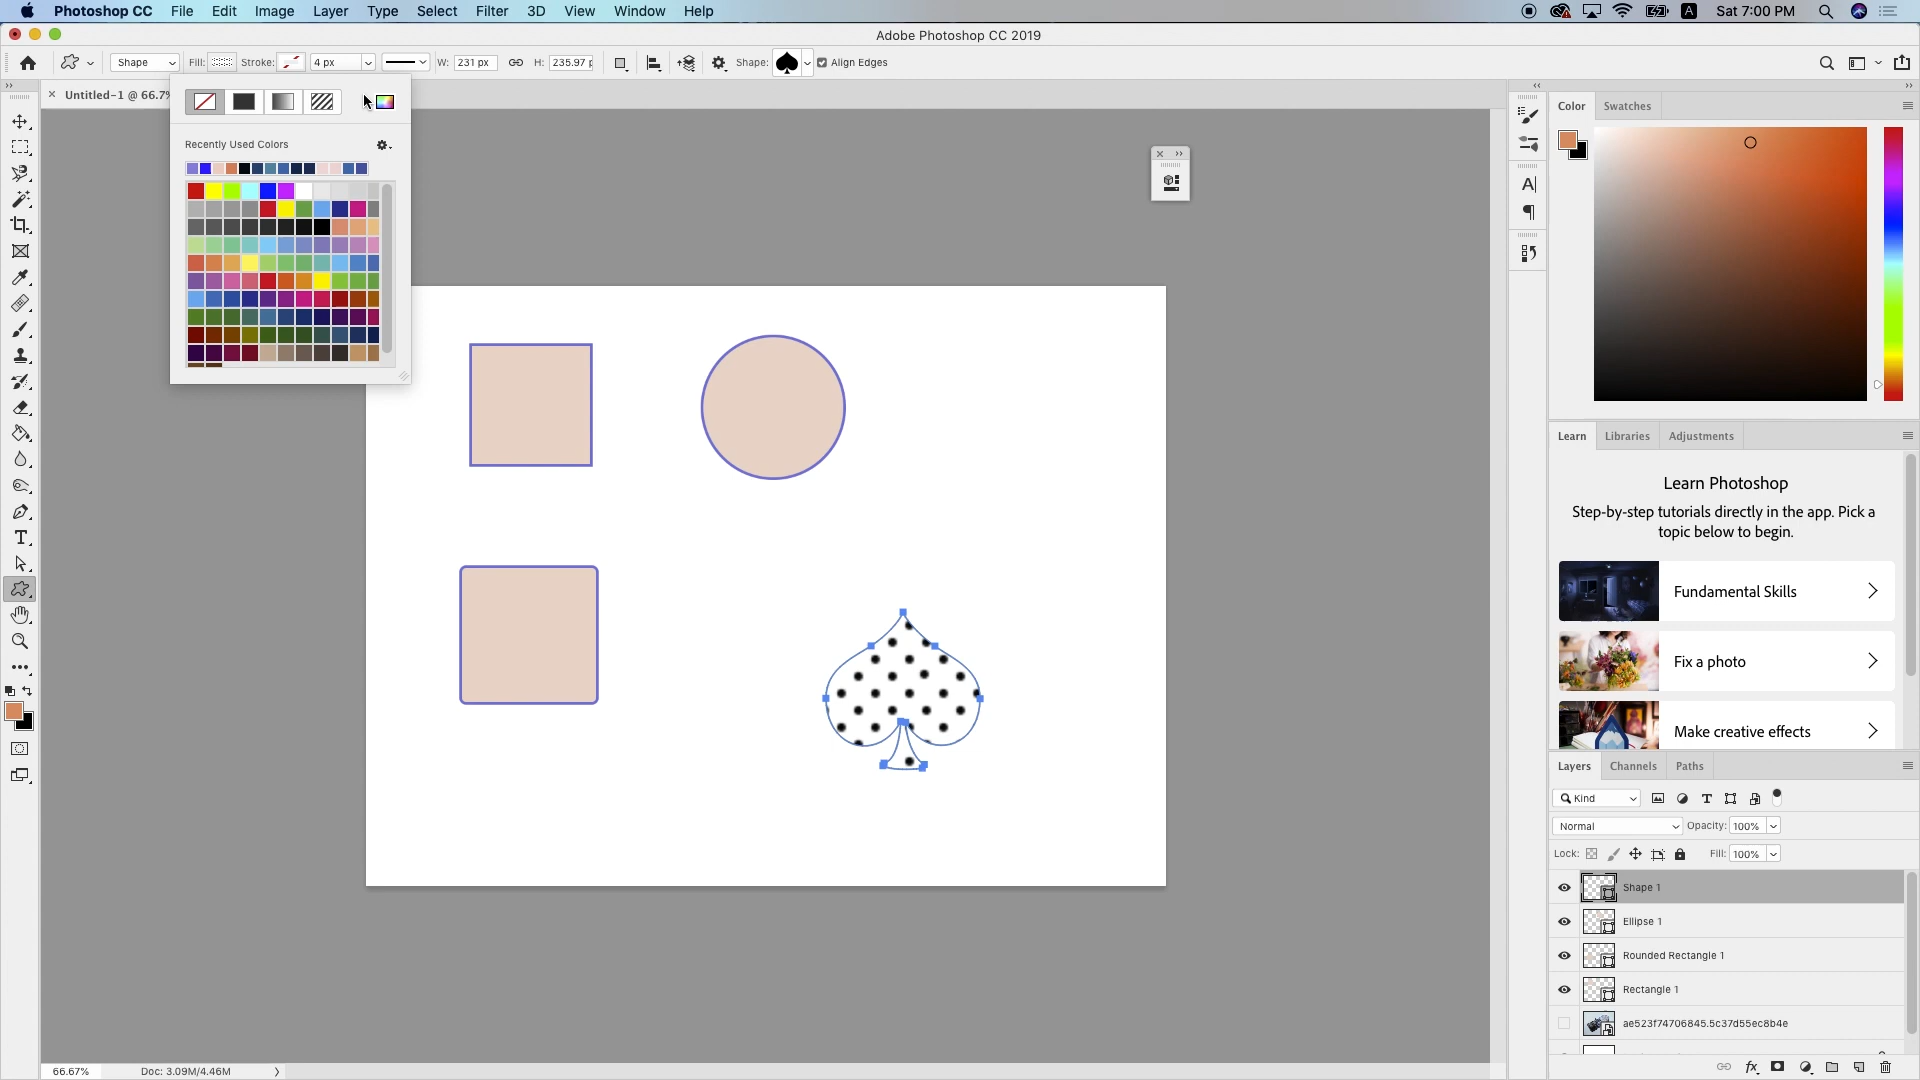 Photoshop CC File Edit Image Layer Type Select Filter 3D View Window Help A Sat 7:00 PM
Adobe Photoshop CC 2019
Shape Fill: Stroke: 4 px W: 231 px H: 235.97 p Shape: Align Edges
Untitled-1 @ 66.7%
Recently Used Colors
Color Swatches
Learn Libraries Adjustments
Learn Photoshop
Step-by-step tutorials directly in the app. Pick a
topic below to begin.
Fundamental Skills
Fix a photo
Make creative effects
Layers Channels Paths
Kind
Normal Opacity: 100%
Lock: Fill: 100%
Shape 1
Ellipse 1
Rounded Rectangle 1
Rectangle 1
ae523f74706845.5c37d55ec8b4e
66.67% Doc: 3.09M/4.46M